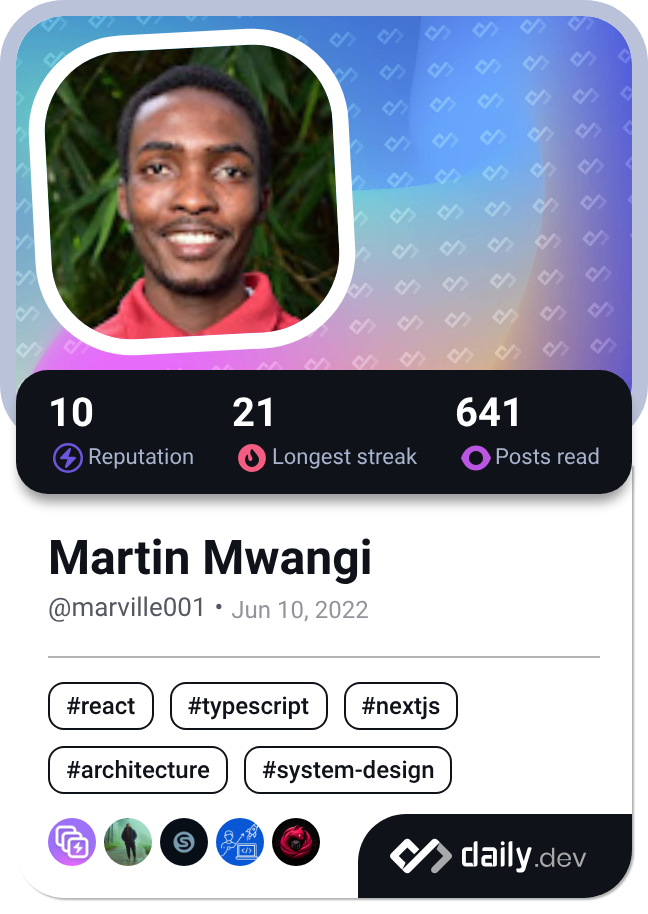 10 21 641
Reputation Longest streak Posts read
Martin Mwangi
@marville001 • Jun 10, 2022
#react #typescript #nextjs
#architecture #system-design
daily.dev